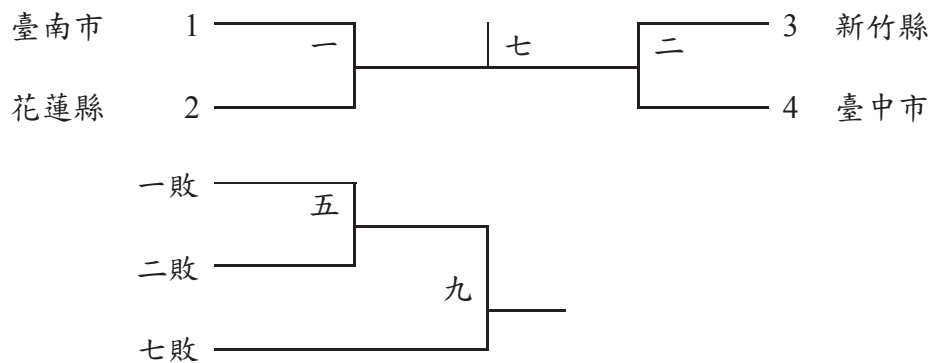 臺南市 1 一 七 二 3 新竹縣
花蓮縣 2 4 臺中市
一敗
五
二敗
九
七敗